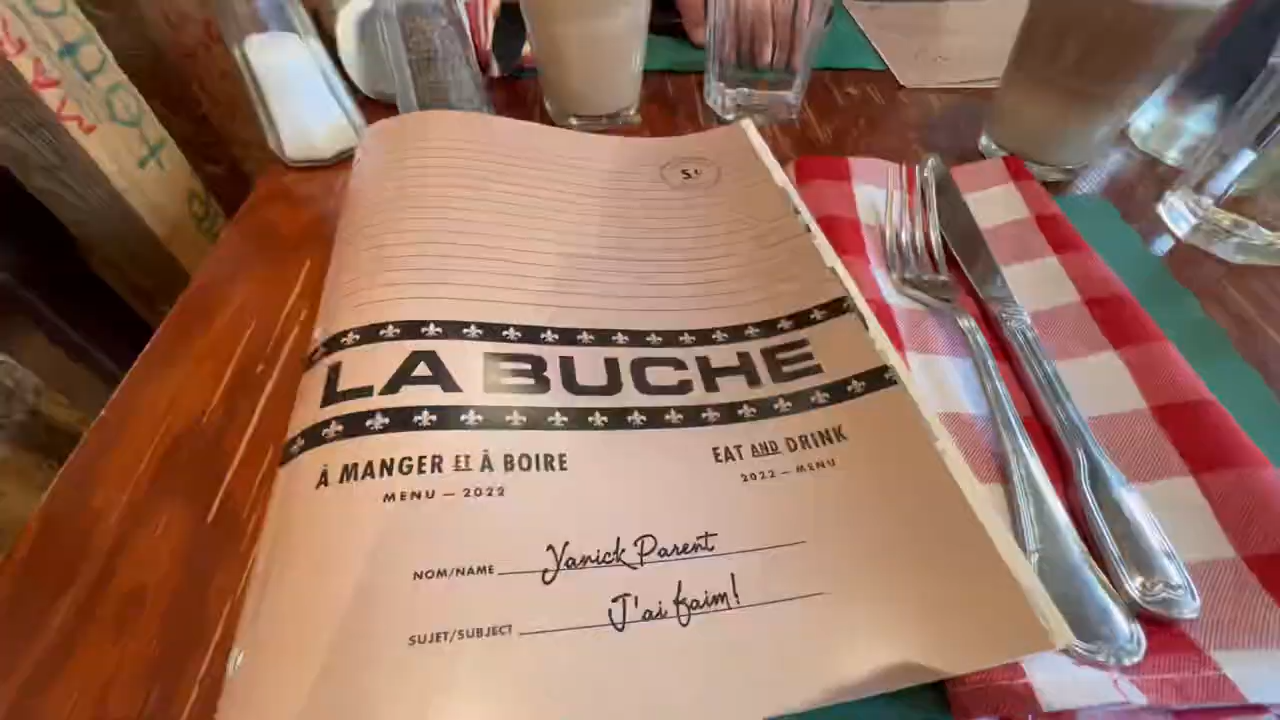 LA BUCHE
À MANGER ET À BOIRE
MENU — 2022
EAT AND DRINK
2022 — MENU
NOM/NAME Yanick Parent
SUJET/SUBJECT J'ai faim!